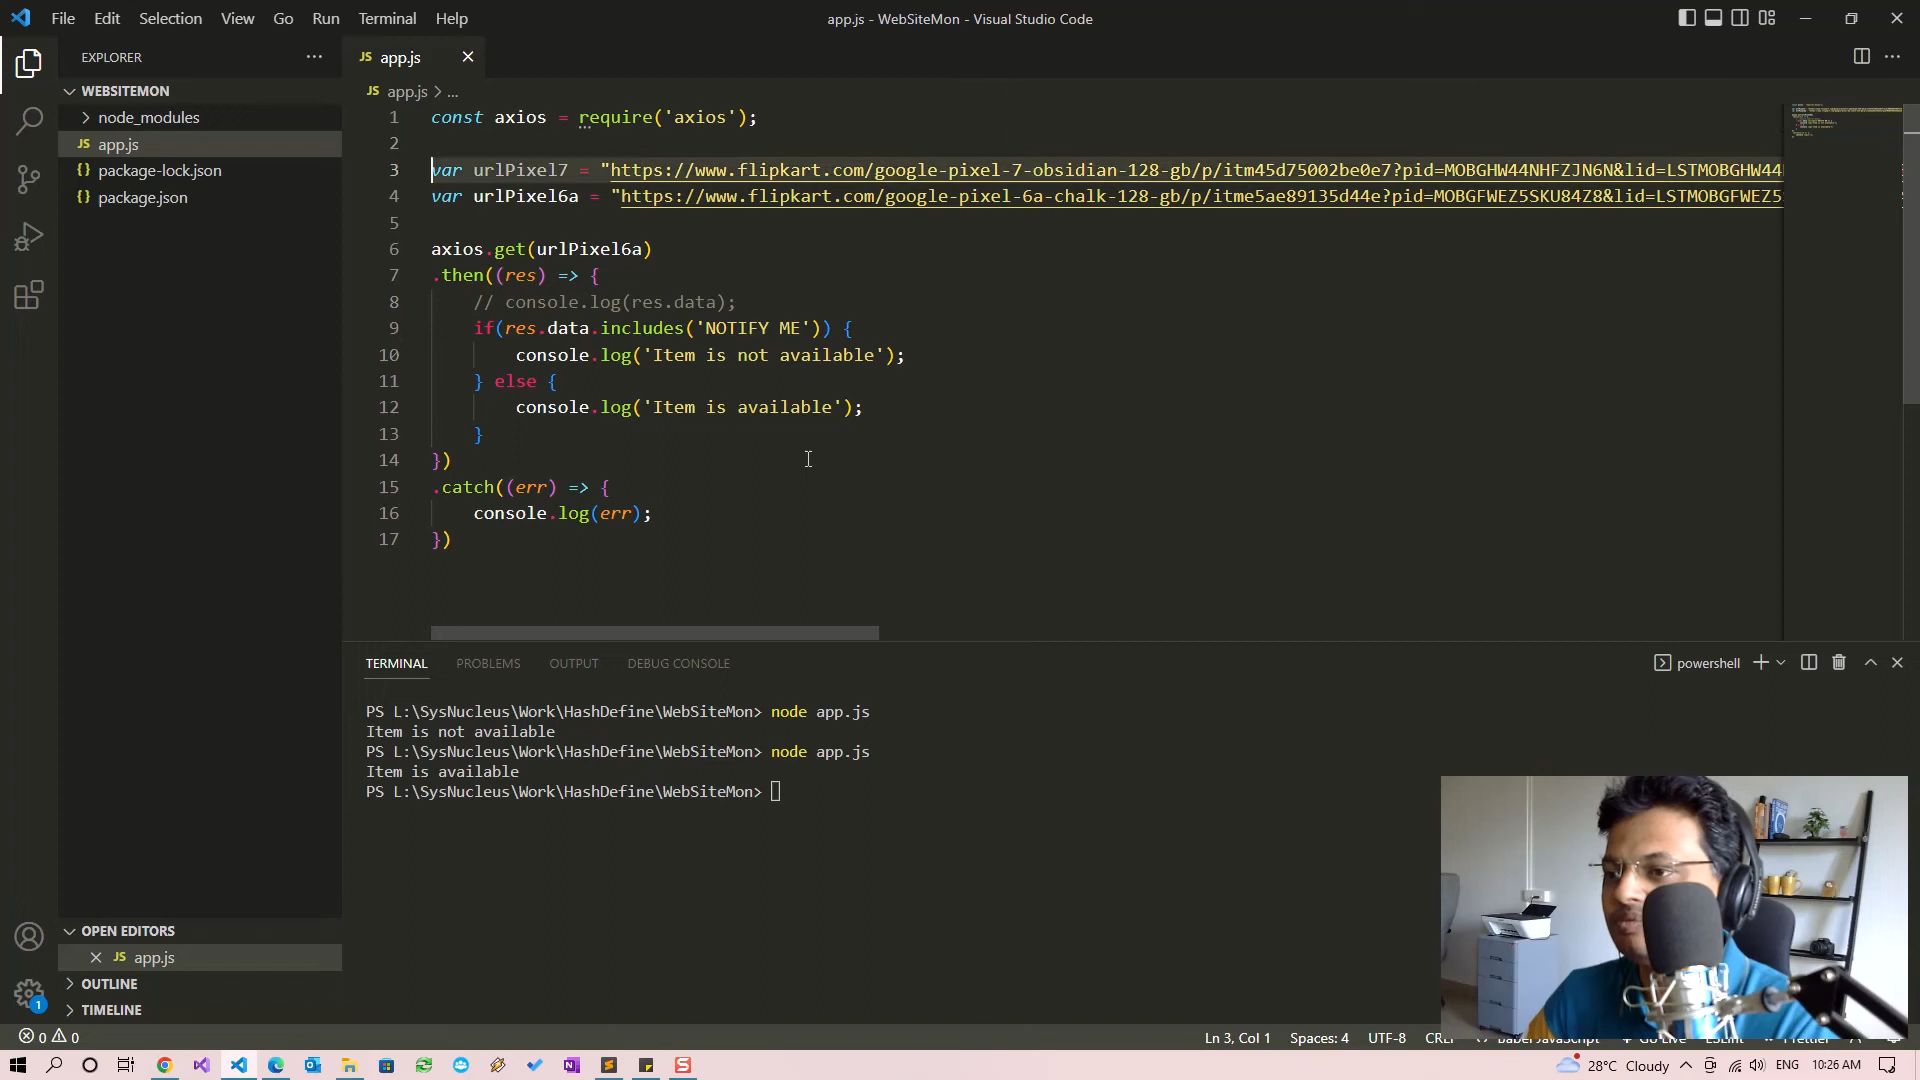 File Edit Selection View Go Run Terminal Help
app.js - WebSiteMon - Visual Studio Code
EXPLORER
WEBSITEMON
node_modules
JS app.js
{} package-lock.json
{} package.json
JS app.js
JS app.js > ...
1 const axios = require('axios');
2
3 var urlPixel7 = "https://www.flipkart.com/google-pixel-7-obsidian-128-gb/p/itm45d75002be0e7?pid=MOBGHW44NHFZJN6N&lid=LSTMOBGHW44
4 var urlPixel6a = "https://www.flipkart.com/google-pixel-6a-chalk-128-gb/p/itme5ae89135d44e?pid=MOBGFWEZ5SKU84Z8&lid=LSTMOBGFWEZ5
5
6 axios.get(urlPixel6a)
7 .then((res) => {
8 // console.log(res.data);
9 if(res.data.includes('NOTIFY ME')) {
10 console.log('Item is not available');
11 } else {
12 console.log('Item is available');
13 }
14 })
15 .catch((err) => {
16 console.log(err);
17 })
TERMINAL PROBLEMS OUTPUT DEBUG CONSOLE
powershell
PS L:\SysNucleus\Work\HashDefine\WebSiteMon> node app.js
Item is not available
PS L:\SysNucleus\Work\HashDefine\WebSiteMon> node app.js
Item is available
PS L:\SysNucleus\Work\HashDefine\WebSiteMon>
OPEN EDITORS
JS app.js
OUTLINE
TIMELINE
1
0 0
Ln 3, Col 1 Spaces: 4 UTF-8
28°C Cloudy ENG 10:26 AM